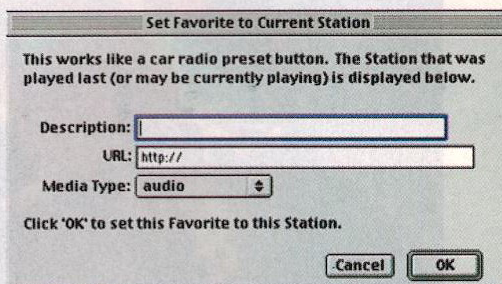 Set Favorite to Current Station
This works like a car radio preset button. The Station that was
played last (or may be currently playing) is displayed below.
Description:
URL: http://
Media Type: audio
Click 'OK' to set this Favorite to this Station.
Cancel OK